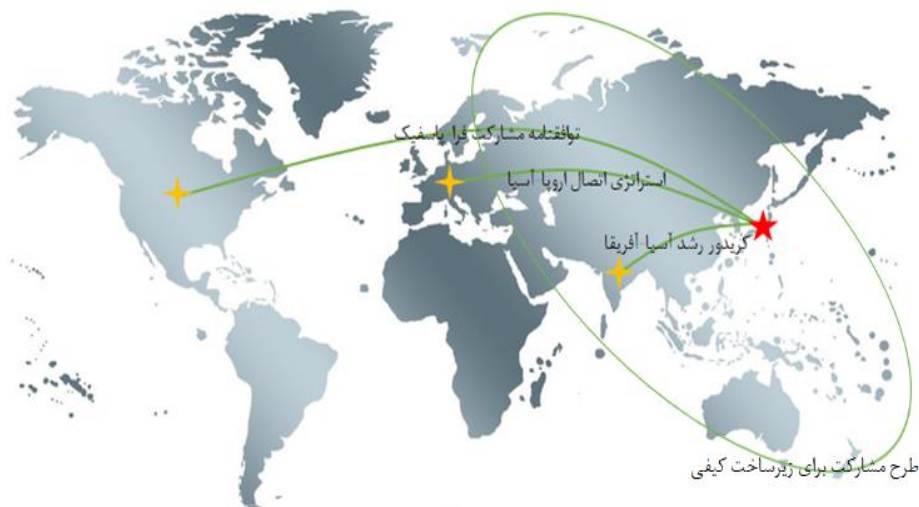 توافقنامه مشارکت فرا پاسفیک
استراتژی اتصال اروپا آسیا
کریدور رشد آسیا-آفریقا
طرح مشارکت برای زیرساخت کیفی